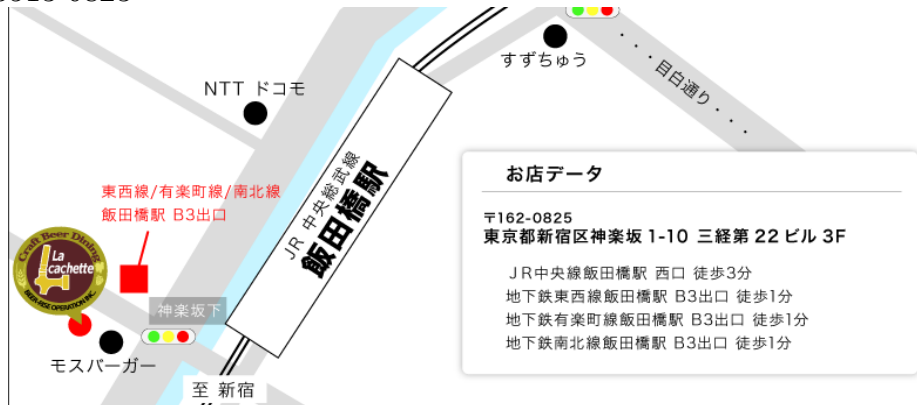 すずちゅう
・・・目白通り・・・
NTT ドコモ
JR 中央総武線
飯田橋駅
東西線/有楽町線/南北線
飯田橋駅 B3出口
Craft Beer Dining
La
cachette
BEER-RISE OPERATION INC.
神楽坂下
モスバーガー
至 新宿
お店データ
〒162-0825
東京都新宿区神楽坂 1-10 三経第 22 ビル 3F
JR中央線飯田橋駅 西口 徒歩3分
地下鉄東西線飯田橋駅 B3出口 徒歩1分
地下鉄有楽町線飯田橋駅 B3出口 徒歩1分
地下鉄南北線飯田橋駅 B3出口 徒歩1分